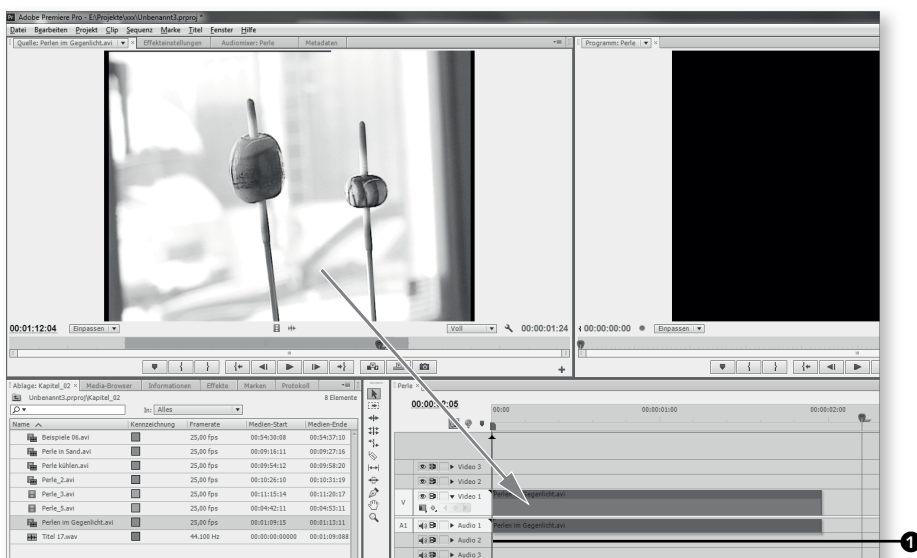 Adobe Premiere Pro - E:\Projekte\xxx\Unbenannt3.prproj *
Datei Bearbeiten Projekt Clip Sequenz Marke Titel Fenster Hilfe
Quelle: Perlen im Gegenlicht.avi Effekteinstellungen Audiomixer: Perle Metadaten
Programm: Perle
00:01:12:04 Einpassen Voll 00:00:01:24
00:00:00:00 Einpassen
Ablage: Kapitel_02 Media-Browser Informationen Effekte Marken Protokoll
Unbenannt3.prproj\Kapitel_02 8 Elemente
In: Alles
Name Kennzeichnung Framerate Medien-Start Medien-Ende
Beispiele 06.avi 25,00 fps 00:54:30:08 00:54:37:10
Perle in Sand.avi 25,00 fps 00:09:16:11 00:09:27:16
Perle kühlen.avi 25,00 fps 00:09:54:12 00:09:58:20
Perle_2.avi 25,00 fps 00:10:26:10 00:10:31:19
Perle_3.avi 25,00 fps 00:11:15:14 00:11:20:17
Perle_5.avi 25,00 fps 00:04:42:11 00:04:53:11
Perlen im Gegenlicht.avi 25,00 fps 00:01:09:15 00:01:13:11
Titel 17.wav 44.100 Hz 00:00:00:00000 00:01:09:088
Perle
00:00 00:00:01:00 00:00:02:00
Video 3
Video 2
V Video 1 Perlen im Gegenlicht.avi
A1 Audio 1 Perlen im Gegenlicht.avi
Audio 2
Audio 3
1